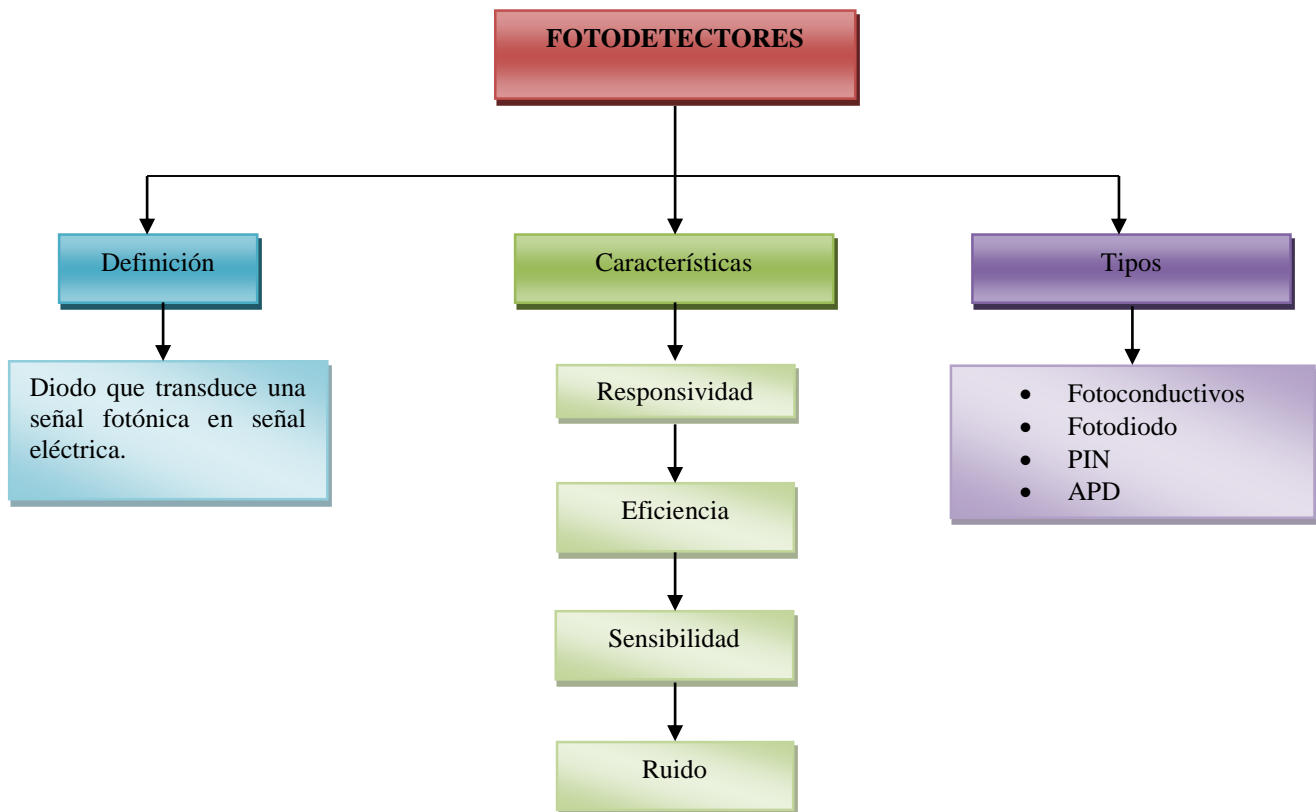 FOTODETECTORES
Definición
Características
Tipos
Diodo que transduce una
señal fotónica en señal
eléctrica.
Responsividad
Eficiencia
Sensibilidad
Ruido
• Fotoconductivos
• Fotodiodo
• PIN
• APD